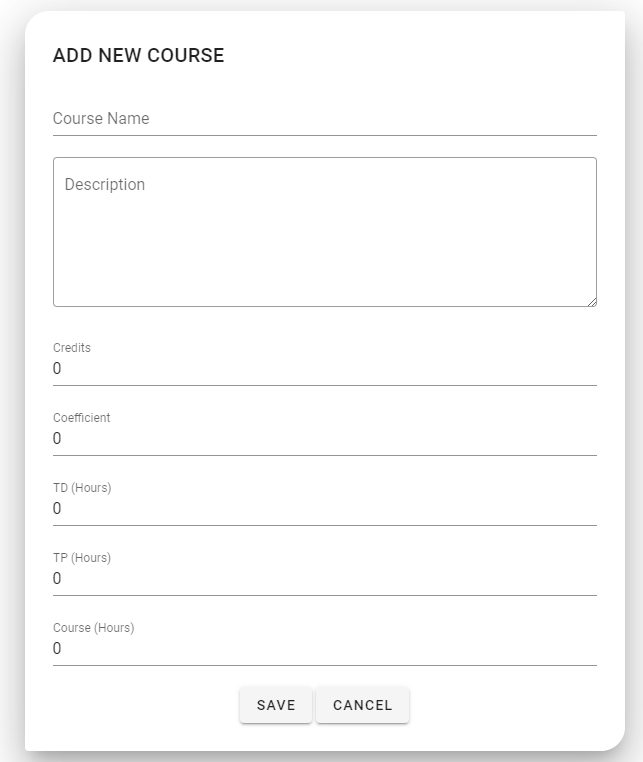 ADD NEW COURSE
Course Name
Description
Credits
0
Coefficient
0
TD (Hours)
0
TP (Hours)
0
Course (Hours)
0
SAVE CANCEL